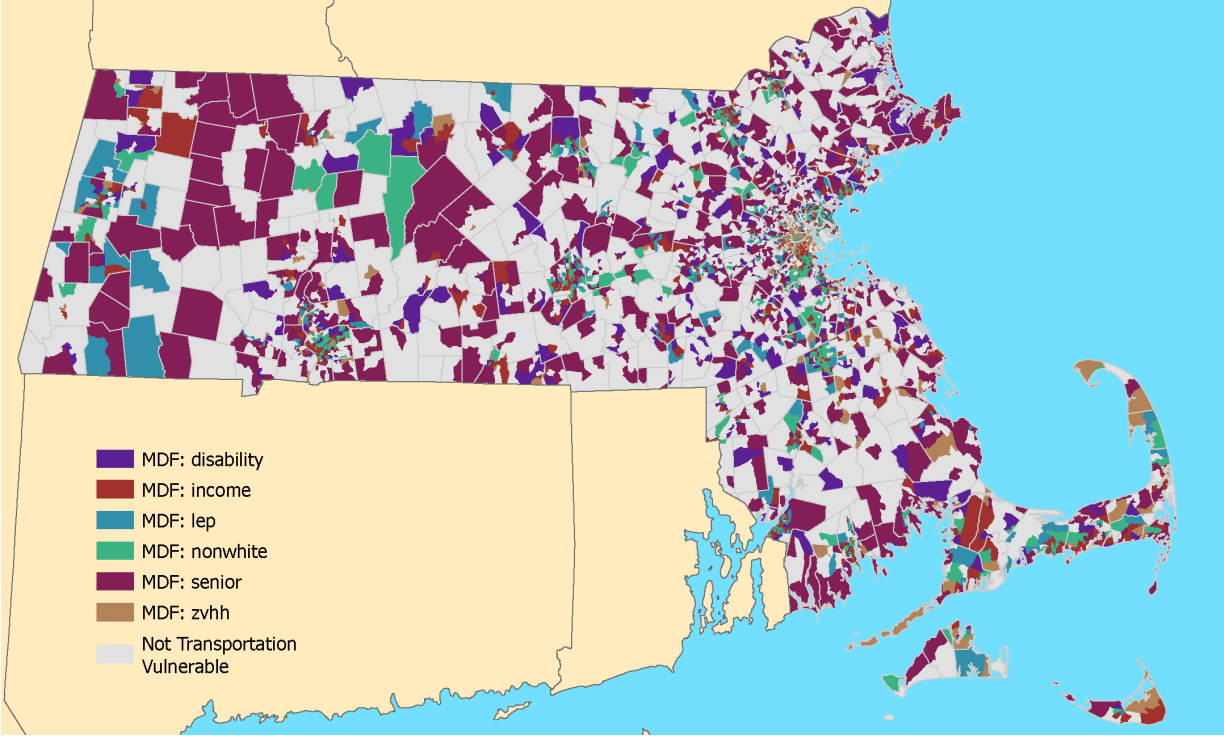 MDF: disability
MDF: income
MDF: lep
MDF: nonwhite
MDF: senior
MDF: zvhh
Not Transportation
Vulnerable